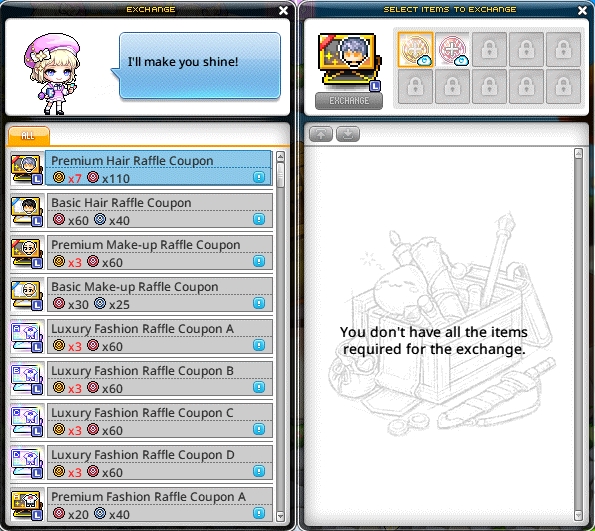 EXCHANGE
I'll make you shine!
ALL
Premium Hair Raffle Coupon
x7 x110
Basic Hair Raffle Coupon
x60 x40
Premium Make-up Raffle Coupon
x3 x60
Basic Make-up Raffle Coupon
x30 x25
Luxury Fashion Raffle Coupon A
x3 x60
Luxury Fashion Raffle Coupon B
x3 x60
Luxury Fashion Raffle Coupon C
x3 x60
Luxury Fashion Raffle Coupon D
x3 x60
Premium Fashion Raffle Coupon A
x20 x40
SELECT ITEMS TO EXCHANGE
EXCHANGE
You don't have all the items
required for the exchange.